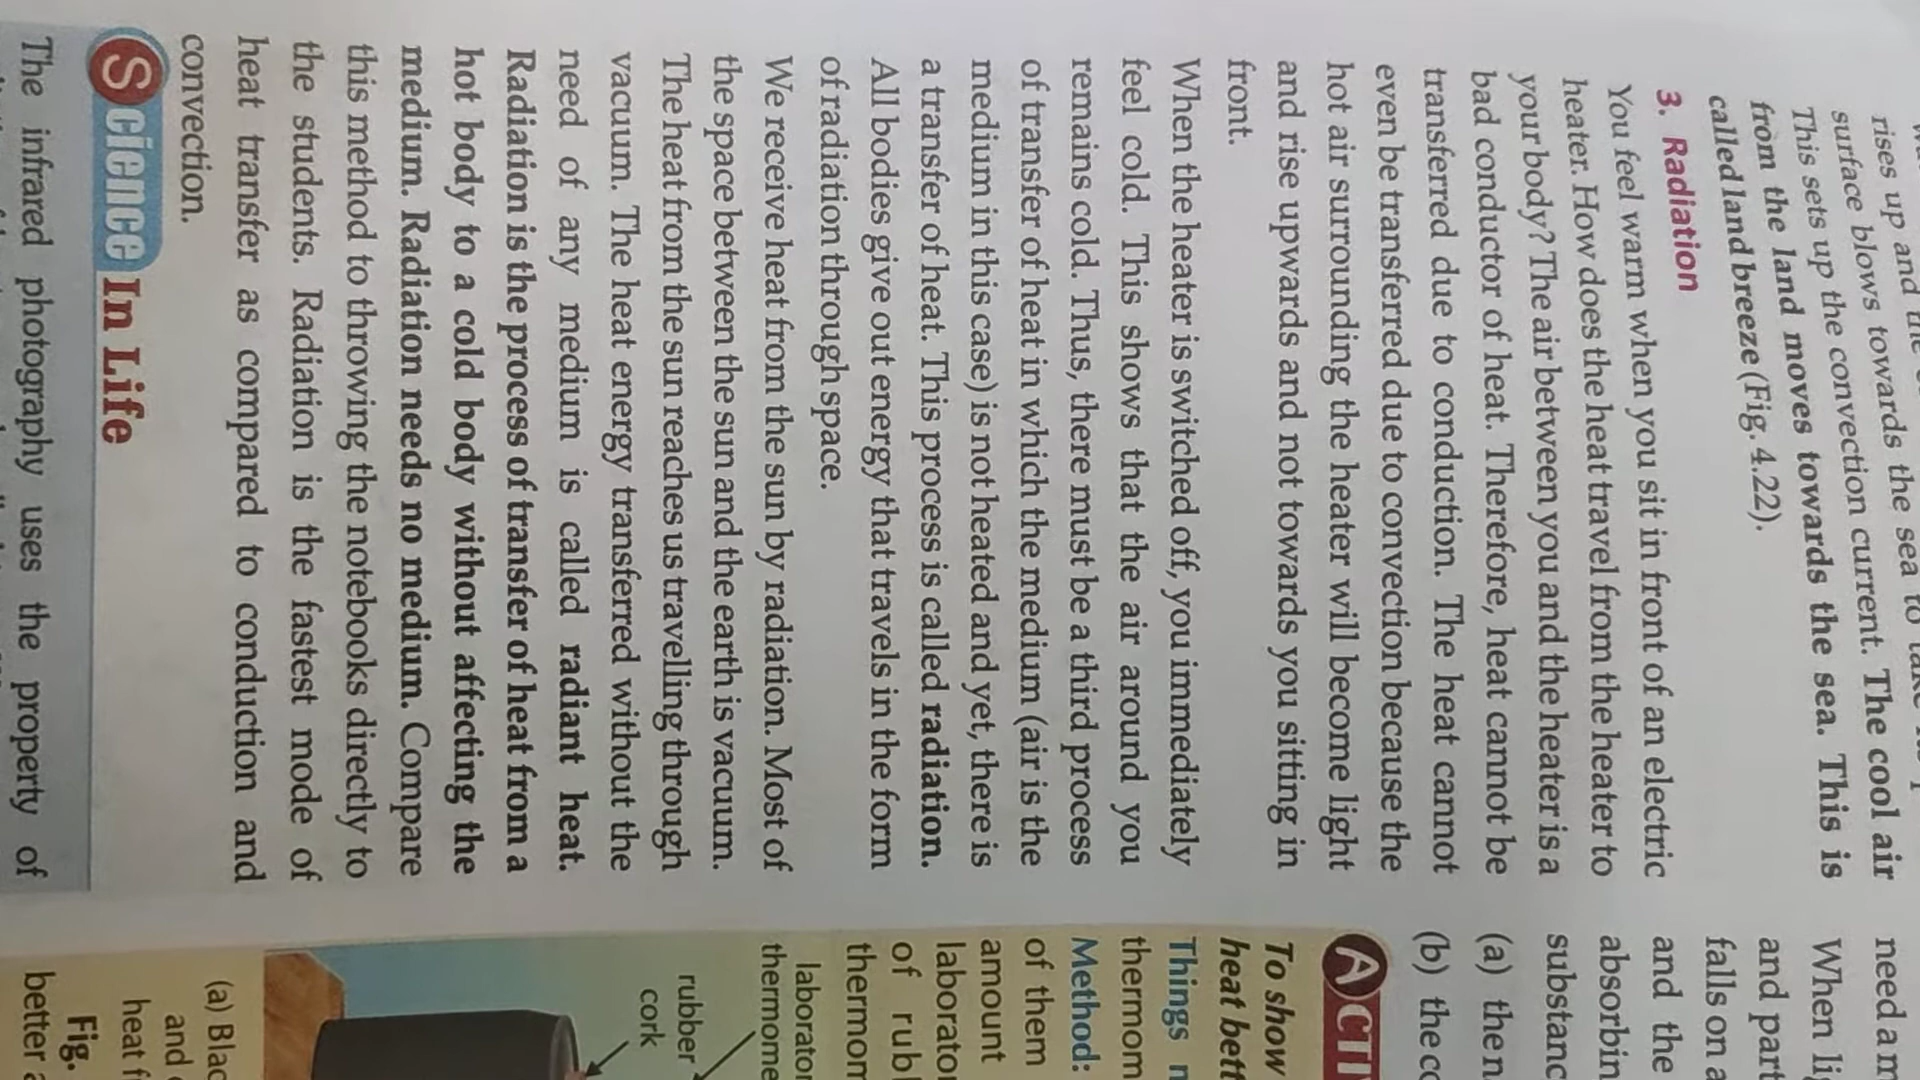 rises up and the
surface blows towards the sea to
This sets up the convection current. The cool air
from the land moves towards the sea. This is
called land breeze (Fig. 4.22).
3. Radiation
You feel warm when you sit in front of an electric
heater. How does the heat travel from the heater to
your body? The air between you and the heater is a
bad conductor of heat. Therefore, heat cannot be
transferred due to conduction. The heat cannot
even be transferred due to convection because the
hot air surrounding the heater will become light
and rise upwards and not towards you sitting in
front.
When the heater is switched off, you immediately
feel cold. This shows that the air around you
remains cold. Thus, there must be a third process
of transfer of heat in which the medium (air is the
medium in this case) is not heated and yet, there is
a transfer of heat. This process is called radiation.
All bodies give out energy that travels in the form
of radiation through space.
We receive heat from the sun by radiation. Most of
the space between the sun and the earth is vacuum.
The heat from the sun reaches us travelling through
vacuum. The heat energy transferred without the
need of any medium is called radiant heat.
Radiation is the process of transfer of heat from a
hot body to a cold body without affecting the
medium. Radiation needs no medium. Compare
this method to throwing the notebooks directly to
the students. Radiation is the fastest mode of
heat transfer as compared to conduction and
convection.
Science In Life
The infrared photography uses the property of
need a m
When li
and part
falls on a
and the
absorbin
substanc
(a) the n
(b) the co
ACTI
To show
heat bett
Things n
thermom
Method:
of them
amount
laborato
of rub
thermom
laborator
thermome
rubber
cork
(a) Blac
and
heat f
Fig.
better a